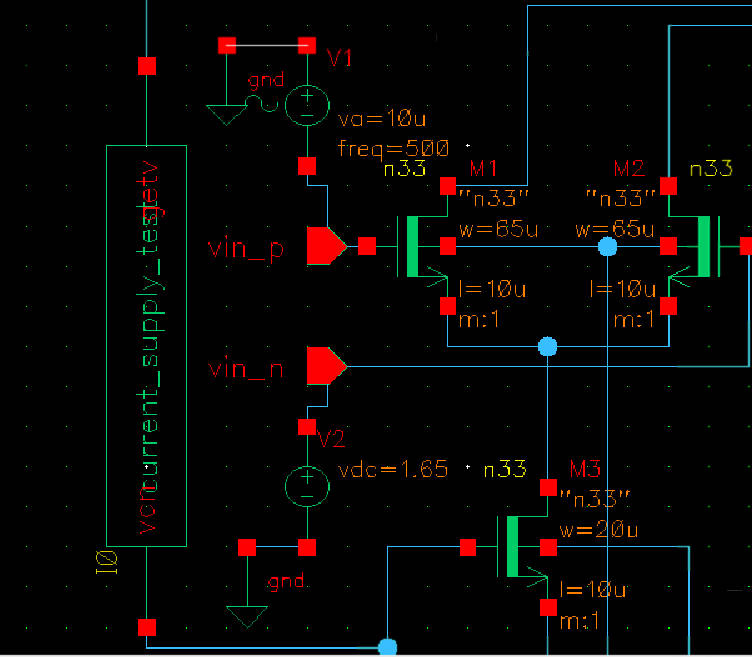 V1
gnd
va=10u
freq=500
n33
M1
M2
n33
"n33"
"n33"
vin_p
w=65u
w=65u
l=10u
l=10u
m:1
m:1
current_supply_testjetv
vin_n
V2
vdc=1.65
n33
M3
"n33"
w=20u
I0
gnd
l=10u
m:1